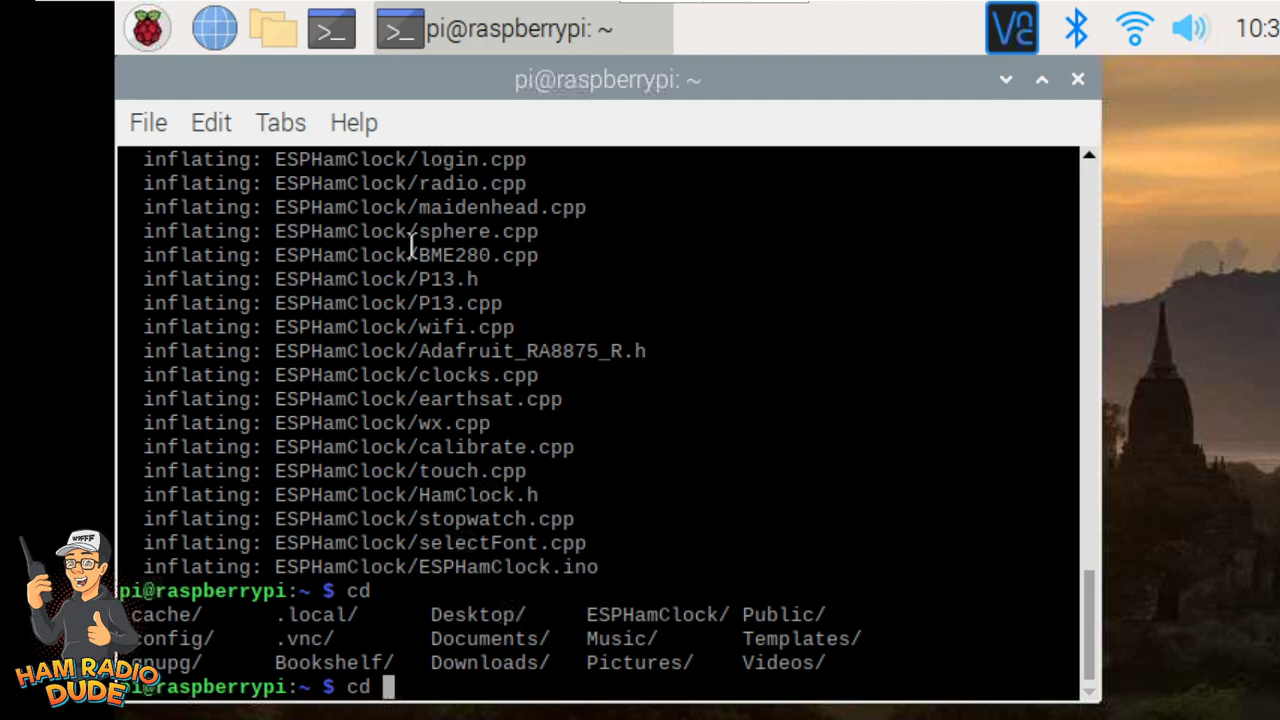 pi@raspberrypi: ~
10:3
pi@raspberrypi: ~
File Edit Tabs Help
inflating: ESPHamClock/login.cpp
inflating: ESPHamClock/radio.cpp
inflating: ESPHamClock/maidenhead.cpp
inflating: ESPHamClock/sphere.cpp
inflating: ESPHamClock/BME280.cpp
inflating: ESPHamClock/P13.h
inflating: ESPHamClock/P13.cpp
inflating: ESPHamClock/wifi.cpp
inflating: ESPHamClock/Adafruit_RA8875_R.h
inflating: ESPHamClock/clocks.cpp
inflating: ESPHamClock/earthsat.cpp
inflating: ESPHamClock/wx.cpp
inflating: ESPHamClock/calibrate.cpp
inflating: ESPHamClock/touch.cpp
inflating: ESPHamClock/HamClock.h
inflating: ESPHamClock/stopwatch.cpp
inflating: ESPHamClock/selectFont.cpp
inflating: ESPHamClock/ESPHamClock.ino
pi@raspberrypi:~ $ cd
cache/ .local/ Desktop/ ESPHamClock/ Public/
config/ .vnc/ Documents/ Music/ Templates/
nupg/ Bookshelf/ Downloads/ Pictures/ Videos/
pi@raspberrypi:~ $ cd
W9FFF
HAM RADIO
DUDE